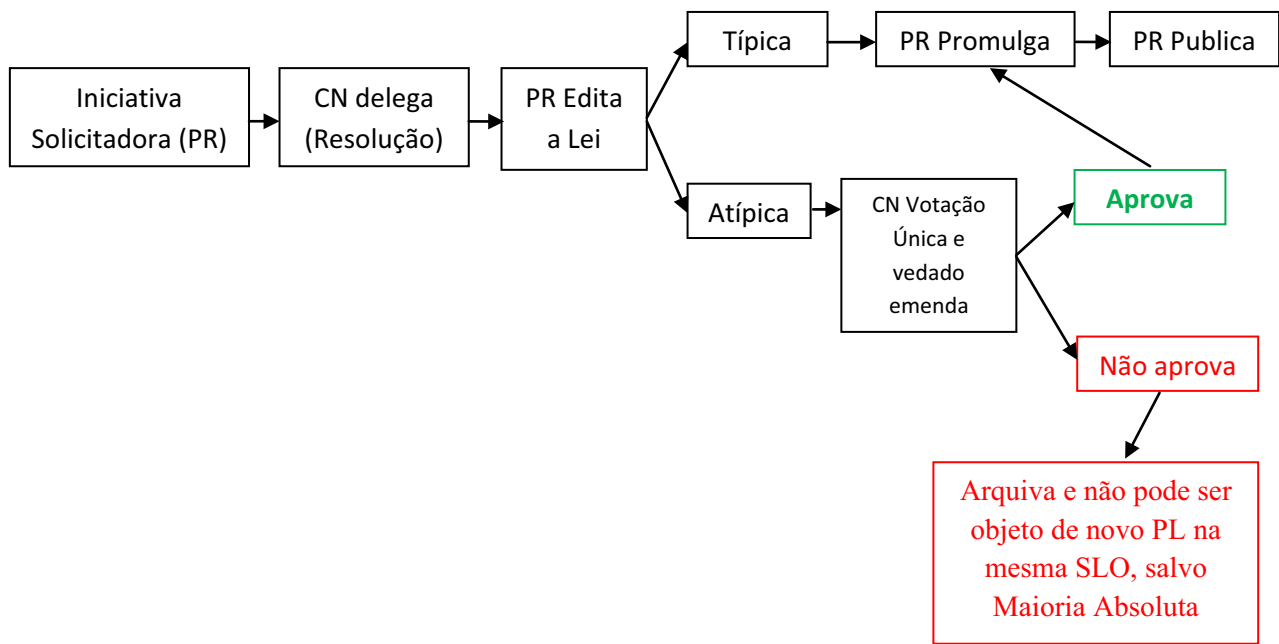 Iniciativa
Solicitadora (PR)
CN delega
(Resolução)
PR Edita
a Lei
Típica
PR Promulga
PR Publica
Atípica
CN Votação
Única e
vedado
emenda
Aprova
Não aprova
Arquiva e não pode ser
objeto de novo PL na
mesma SLO, salvo
Maioria Absoluta